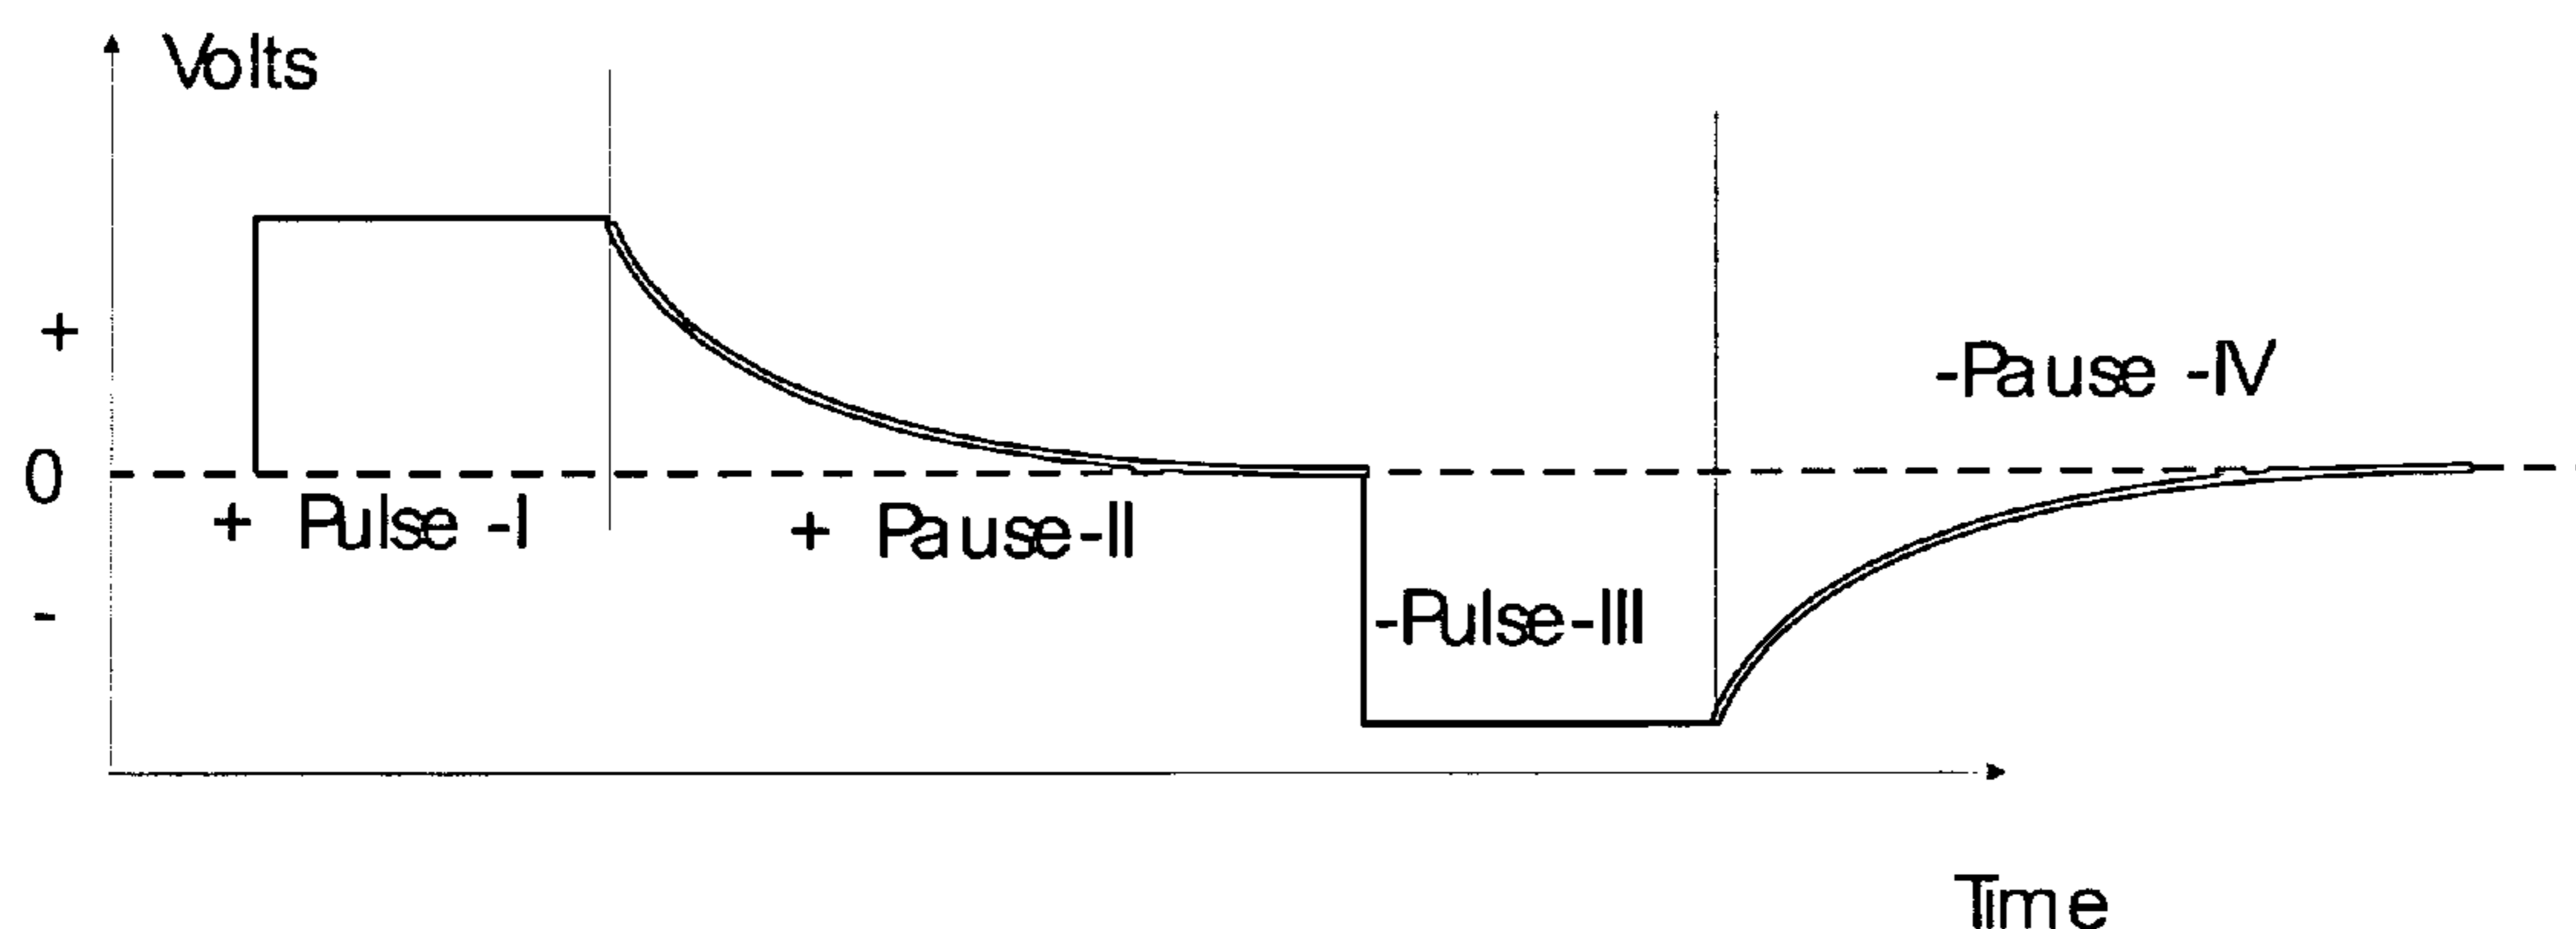 Volts
+
-Pause -IV
0
+ Pulse -I
+ Pause-II
-
-Pulse-III
Time